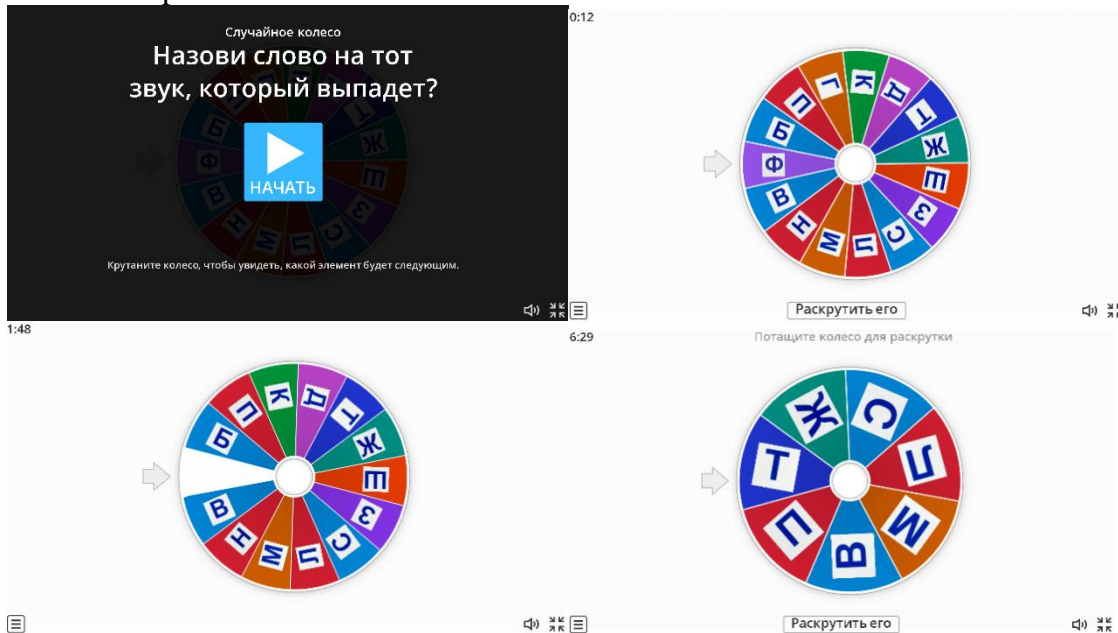 Случайное колесо
Назови слово на тот
звук, который выпадет?
НАЧАТЬ
Крутаните колесо, чтобы увидеть, какой элемент будет следующим.
Б
Ф
В
Н
М
Л
С
З
Ш
Ж
Т
0:12
Ф
Б
П
Г
К
Д
Т
Ж
Ш
З
С
Л
М
Н
В
Раскрутить его
1:48
Б
П
К
Д
Т
Ж
Ш
З
С
Л
М
Н
В
6:29
Потащите колесо для раскрутки
Т
Ж
С
Л
М
В
П
Раскрутить его